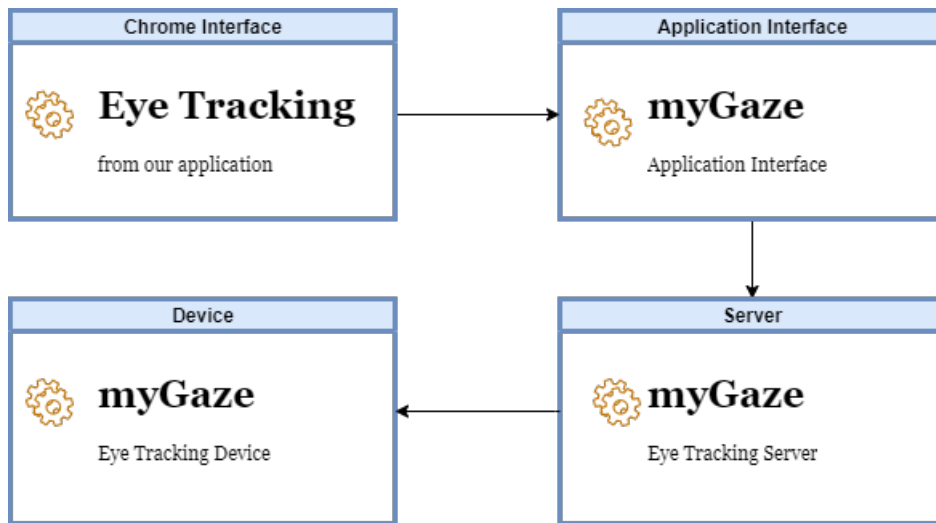 Chrome Interface
Eye Tracking
from our application
Application Interface
myGaze
Application Interface
Device
myGaze
Eye Tracking Device
Server
myGaze
Eye Tracking Server